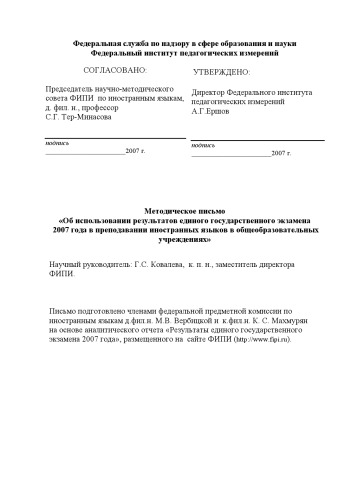 Федеральная служба по надзору в сфере образования и науки
Федеральный институт педагогических измерений
СОГЛАСОВАНО:
Председатель научно-методического
совета ФИПИ по иностранным языкам,
д. фил. н., профессор
С.Г. Тер-Минасова
подпись
2007 г.
УТВЕРЖДЕНО:
Директор Федерального института
педагогических измерений
А.Г.Ершов
подпись
2007 г.
Методическое письмо
«Об использовании результатов единого государственного экзамена
2007 года в преподавании иностранных языков в общеобразовательных
учреждениях»
Научный руководитель: Г.С. Ковалева, к. п. н., заместитель директора
ФИПИ.
Письмо подготовлено членами федеральной предметной комиссии по
иностранным языкам д.фил.н. М.В. Вербицкой и к.фил.н. К. С. Махмурян
на основе аналитического отчета «Результаты единого государственного
экзамена 2007 года», размещенного на сайте ФИПИ (http://www.fipi.ru).